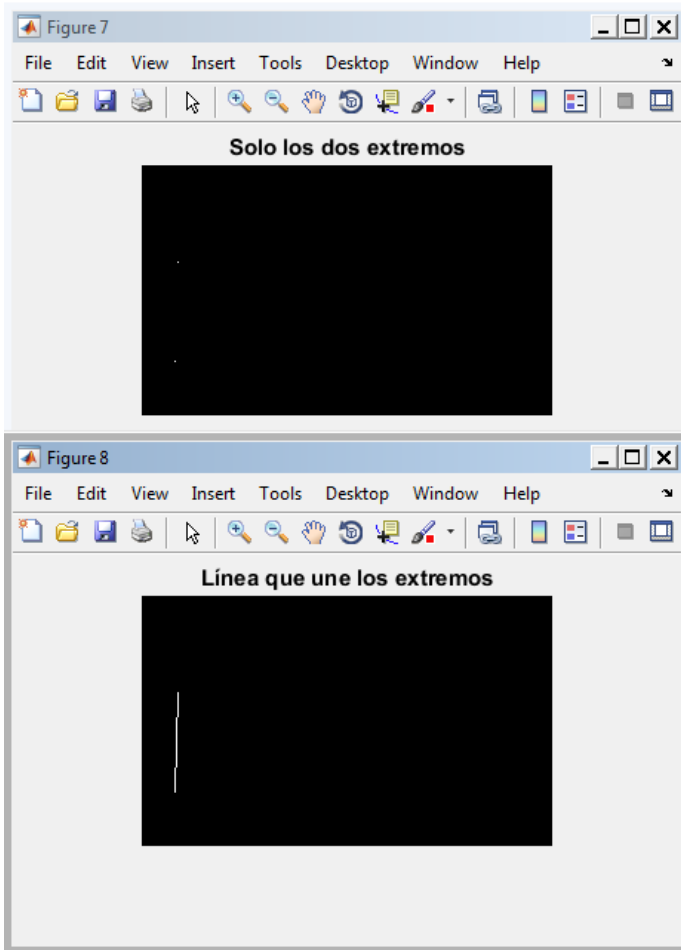 Figure 7
File Edit View Insert Tools Desktop Window Help
Solo los dos extremos
Figure 8
File Edit View Insert Tools Desktop Window Help
Línea que une los extremos